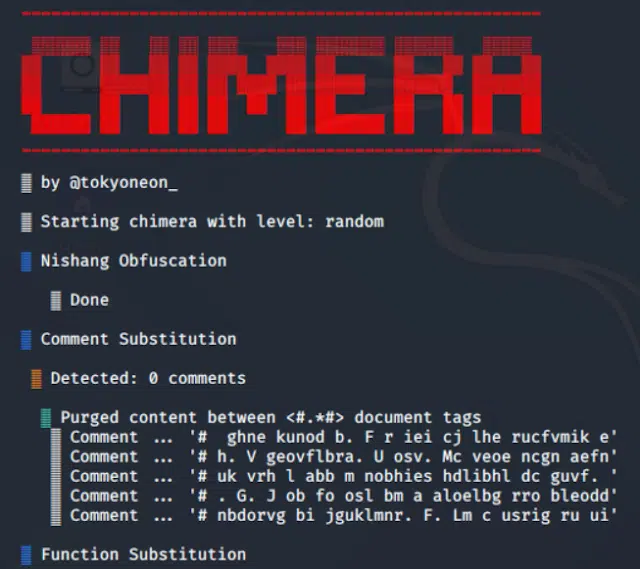 CHIMERA
by @tokyoneon_
Starting chimera with level: random
Nishang Obfuscation
Done
Comment Substitution
Detected: 0 comments
Purged content between <#.*#> document tags
Comment ... '#  ghne kunod b. F r iei cj lhe rucfvmik e'
Comment ... '# h. V geovflbra. U osv. Mc veoe ncgn aefn'
Comment ... '# uk vrh l abb m nobhies hdlibhl dc guvf. '
Comment ... '# . G. J ob fo osl bm a aloelbg rro bleodd'
Comment ... '# nbdorvg bi jguklmnr. F. Lm c usrig ru ui'
Function Substitution